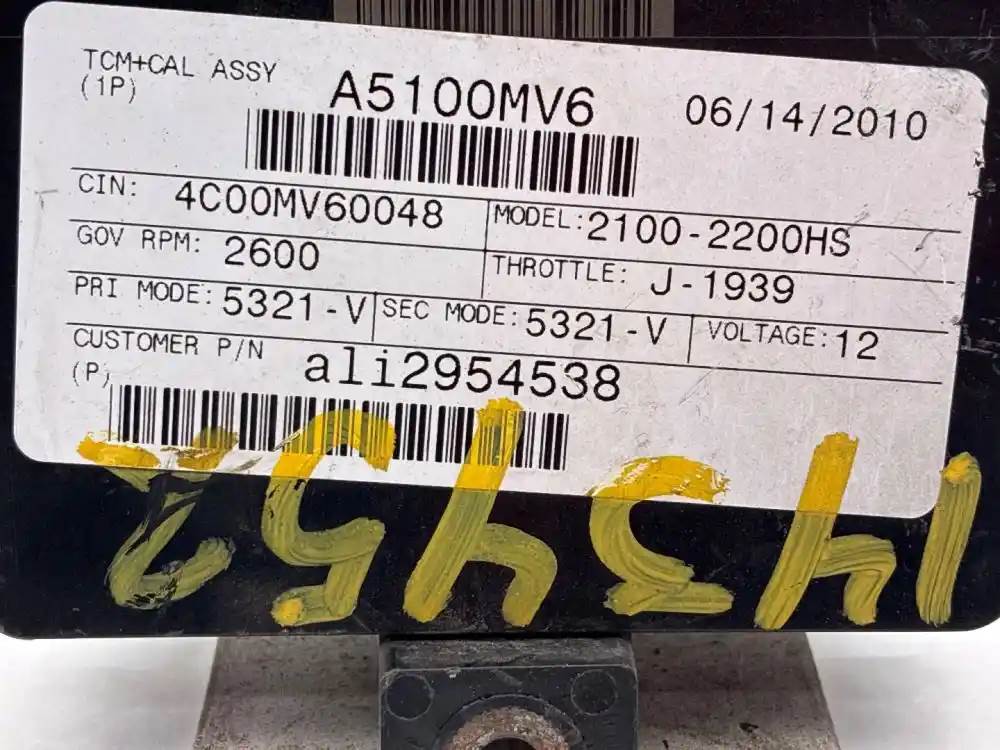 TCM+CAL ASSY
(1P)
A5100MV6
06/14/2010
CIN: 4C00MV60048
MODEL: 2100-2200HS
GOV RPM: 2600
THROTTLE: J-1939
PRI MODE: 5321-V
SEC MODE: 5321-V
VOLTAGE: 12
CUSTOMER P/N
(P)
ali2954538
143452